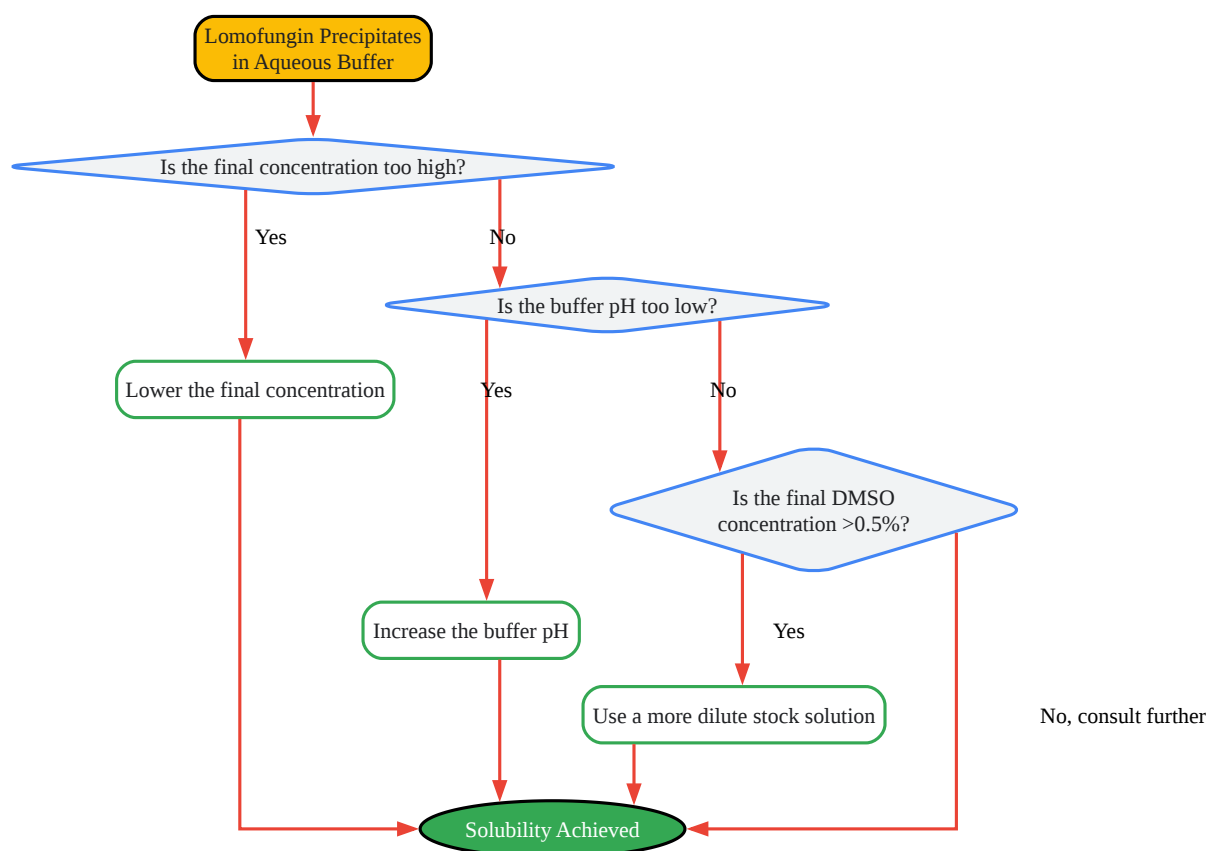 Lomofungin Precipitates
in Aqueous Buffer
Is the final concentration too high?
Yes
No
Is the buffer pH too low?
Lower the final concentration
Yes
No
Is the final DMSO
concentration >0.5%?
Increase the buffer pH
Yes
Use a more dilute stock solution
No, consult further
Solubility Achieved